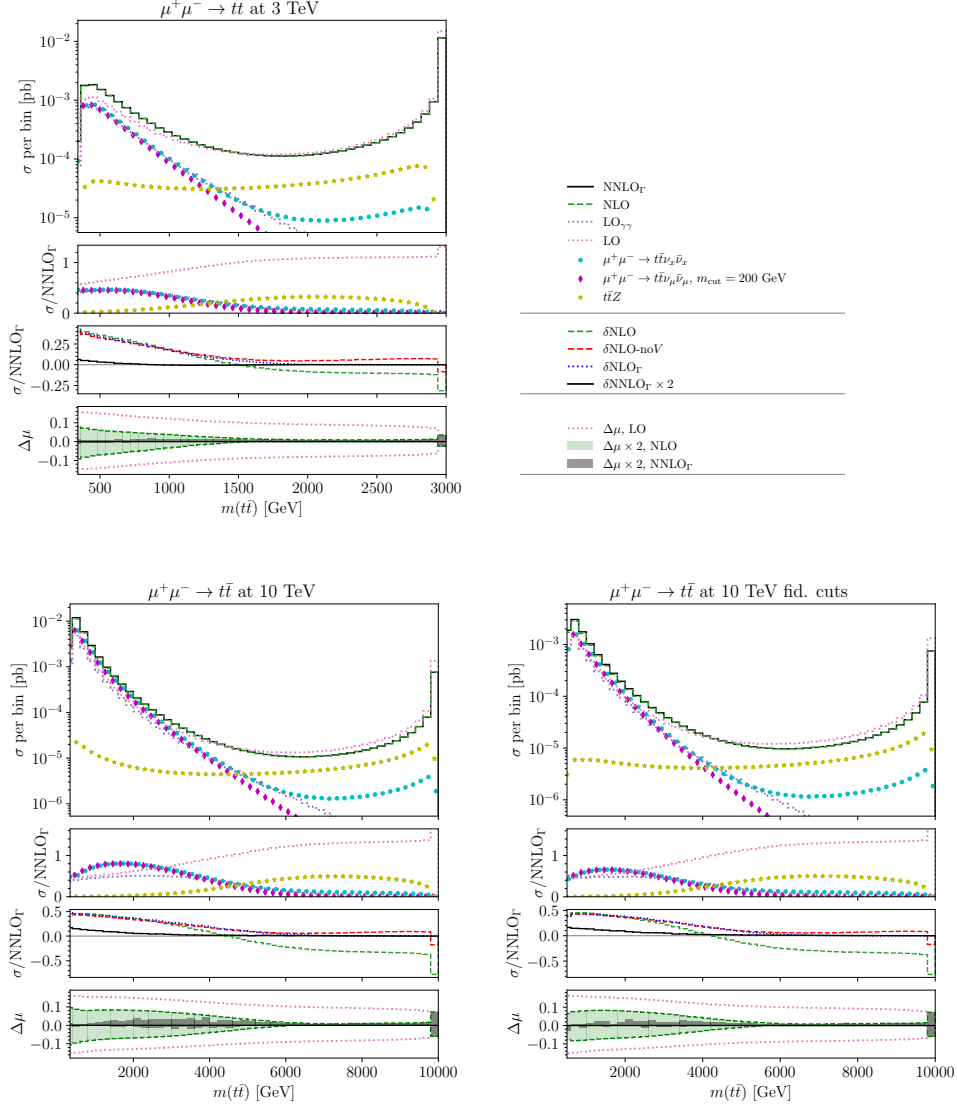 μ⁺μ⁻ → tt at 3 TeV
σ per bin [pb]
10⁻²
10⁻³
10⁻⁴
10⁻⁵
σ/NNLO_Γ
1
0
σ/NNLO_Γ
0.25
0.00
−0.25
Δμ
0.1
0.0
−0.1
500 1000 1500 2000 2500 3000
m(tt̄) [GeV]
NNLO_Γ
NLO
LO_γγ
LO
μ⁺μ⁻ → tt̄ν_xν̄_x
μ⁺μ⁻ → tt̄ν_μν̄_μ, m_cut = 200 GeV
tt̄Z
δNLO
δNLO-noV
δNLO_Γ
δNNLO_Γ × 2
Δμ, LO
Δμ × 2, NLO
Δμ × 2, NNLO_Γ
μ⁺μ⁻ → tt̄ at 10 TeV
σ per bin [pb]
10⁻²
10⁻³
10⁻⁴
10⁻⁵
10⁻⁶
σ/NNLO_Γ
1
0
σ/NNLO_Γ
0.5
0.0
−0.5
Δμ
0.1
0.0
−0.1
2000 4000 6000 8000 10000
m(tt̄) [GeV]
μ⁺μ⁻ → tt̄ at 10 TeV fid. cuts
σ per bin [pb]
10⁻³
10⁻⁴
10⁻⁵
10⁻⁶
σ/NNLO_Γ
1
0
σ/NNLO_Γ
0.5
0.0
−0.5
Δμ
0.1
0.0
−0.1
2000 4000 6000 8000 10000
m(tt̄) [GeV]